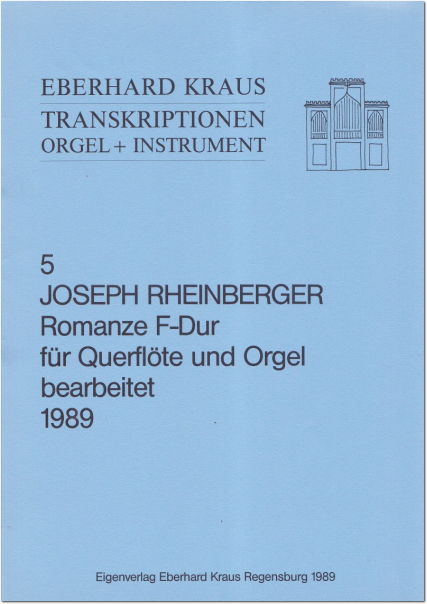 EBERHARD KRAUS
TRANSKRIPTIONEN
ORGEL + INSTRUMENT
5
JOSEPH RHEINBERGER
Romanze F-Dur
für Querflöte und Orgel
bearbeitet
1989
Eigenverlag Eberhard Kraus Regensburg 1989